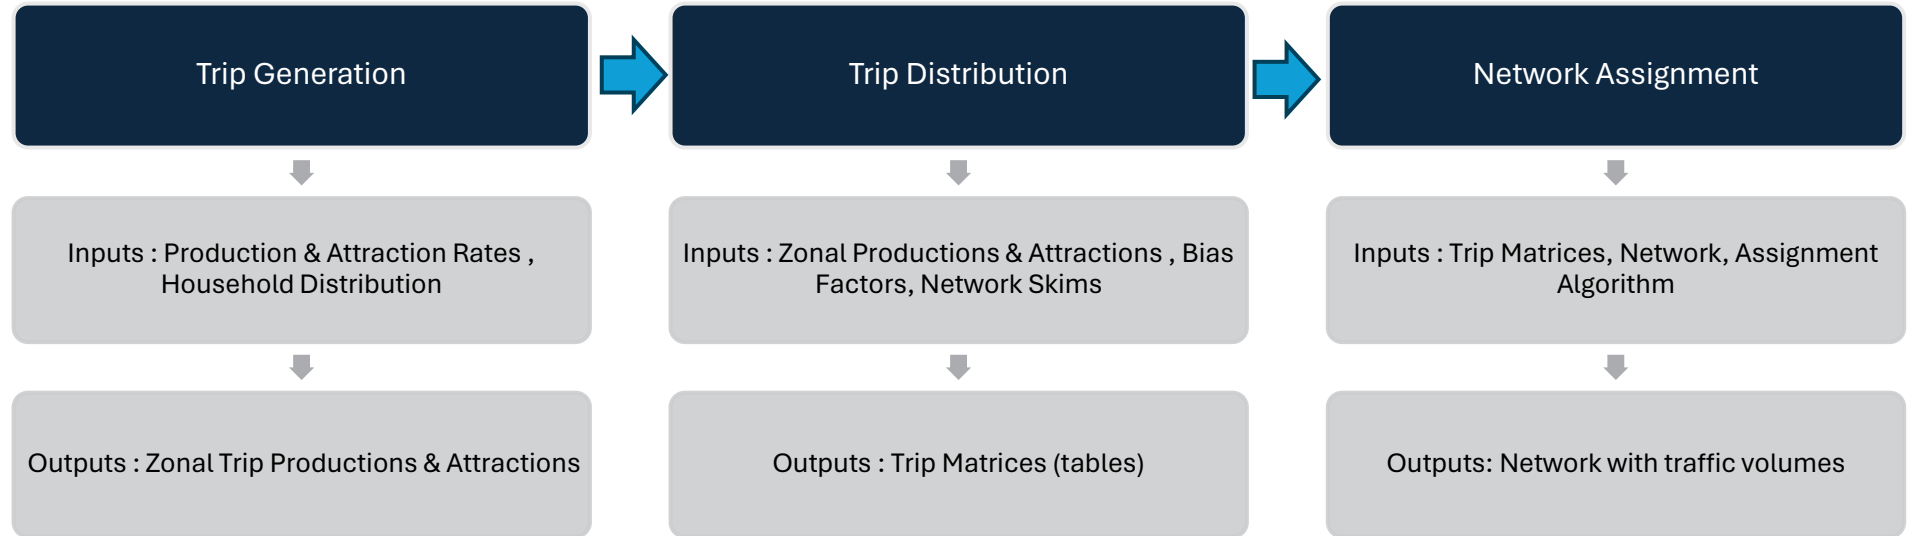 Trip Generation
Trip Distribution
Network Assignment
Inputs : Production & Attraction Rates ,
Household Distribution
Inputs : Zonal Productions & Attractions , Bias
Factors, Network Skims
Inputs : Trip Matrices, Network, Assignment
Algorithm
Outputs : Zonal Trip Productions & Attractions
Outputs : Trip Matrices (tables)
Outputs: Network with traffic volumes